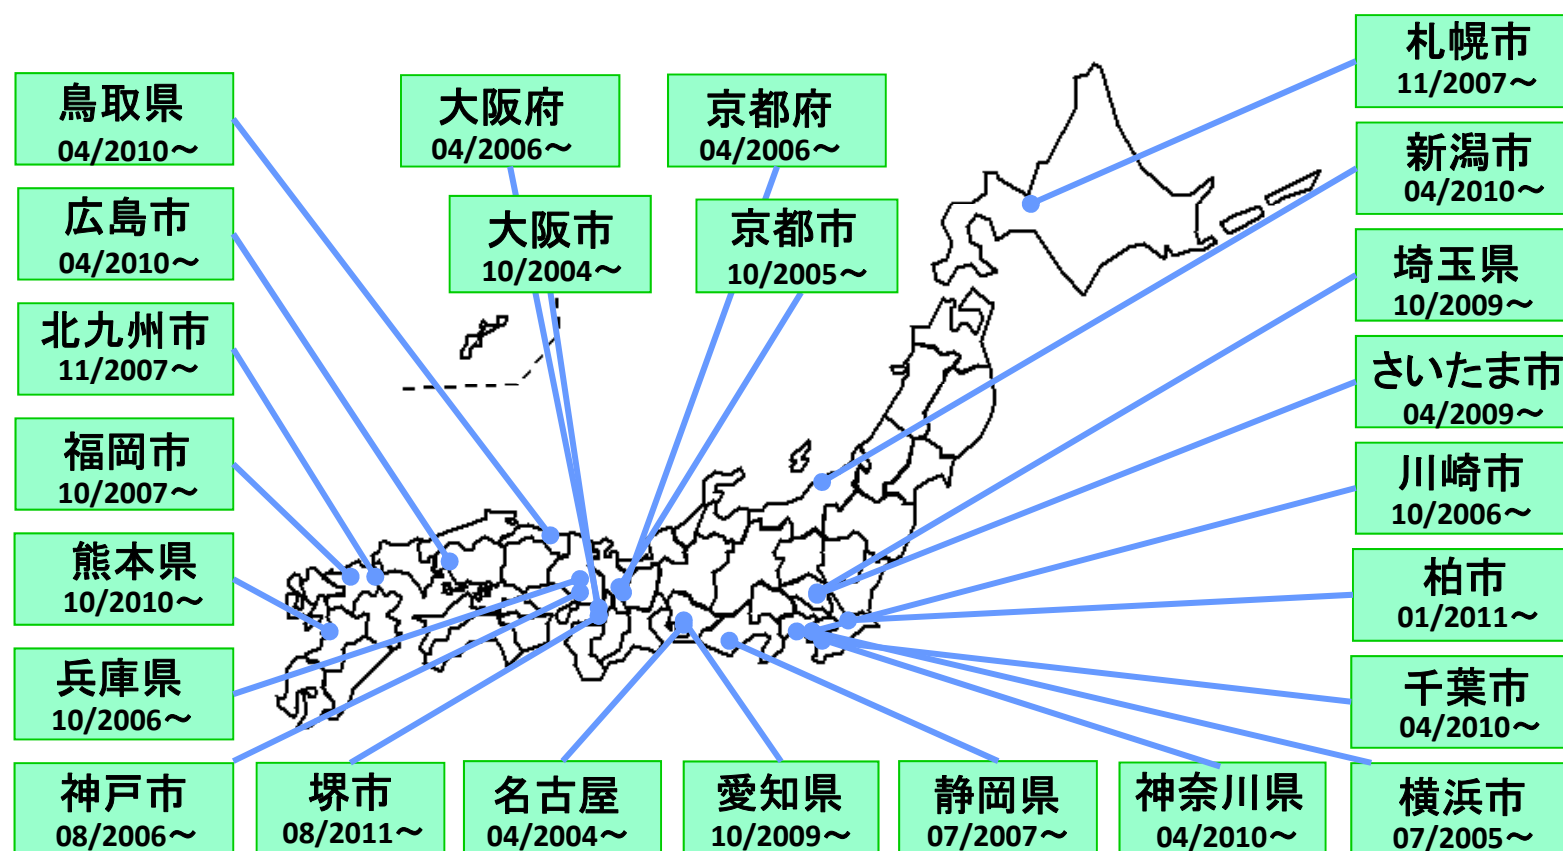 鳥取県
04/2010～
広島市
04/2010～
北九州市
11/2007～
福岡市
10/2007～
熊本県
10/2010～
兵庫県
10/2006～
神戸市
08/2006～
大阪府
04/2006～
大阪市
10/2004～
京都府
04/2006～
京都市
10/2005～
堺市
08/2011～
名古屋
04/2004～
愛知県
10/2009～
静岡県
07/2007～
神奈川県
04/2010～
札幌市
11/2007～
新潟市
04/2010～
埼玉県
10/2009～
さいたま市
04/2009～
川崎市
10/2006～
柏市
01/2011～
千葉市
04/2010～
横浜市
07/2005～